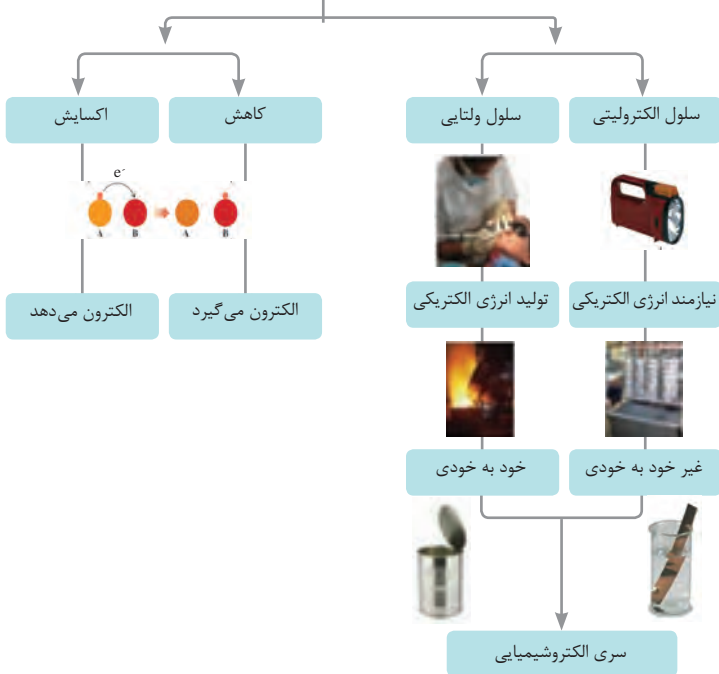 سلول الکترولیتی
سلول ولتایی
کاهش
اکسایش
e⁻
A B A B
نیازمند انرژی الکتریکی
تولید انرژی الکتریکی
الکترون می‌گیرد
الکترون می‌دهد
غیر خود به خودی
خود به خودی
سری الکتروشیمیایی